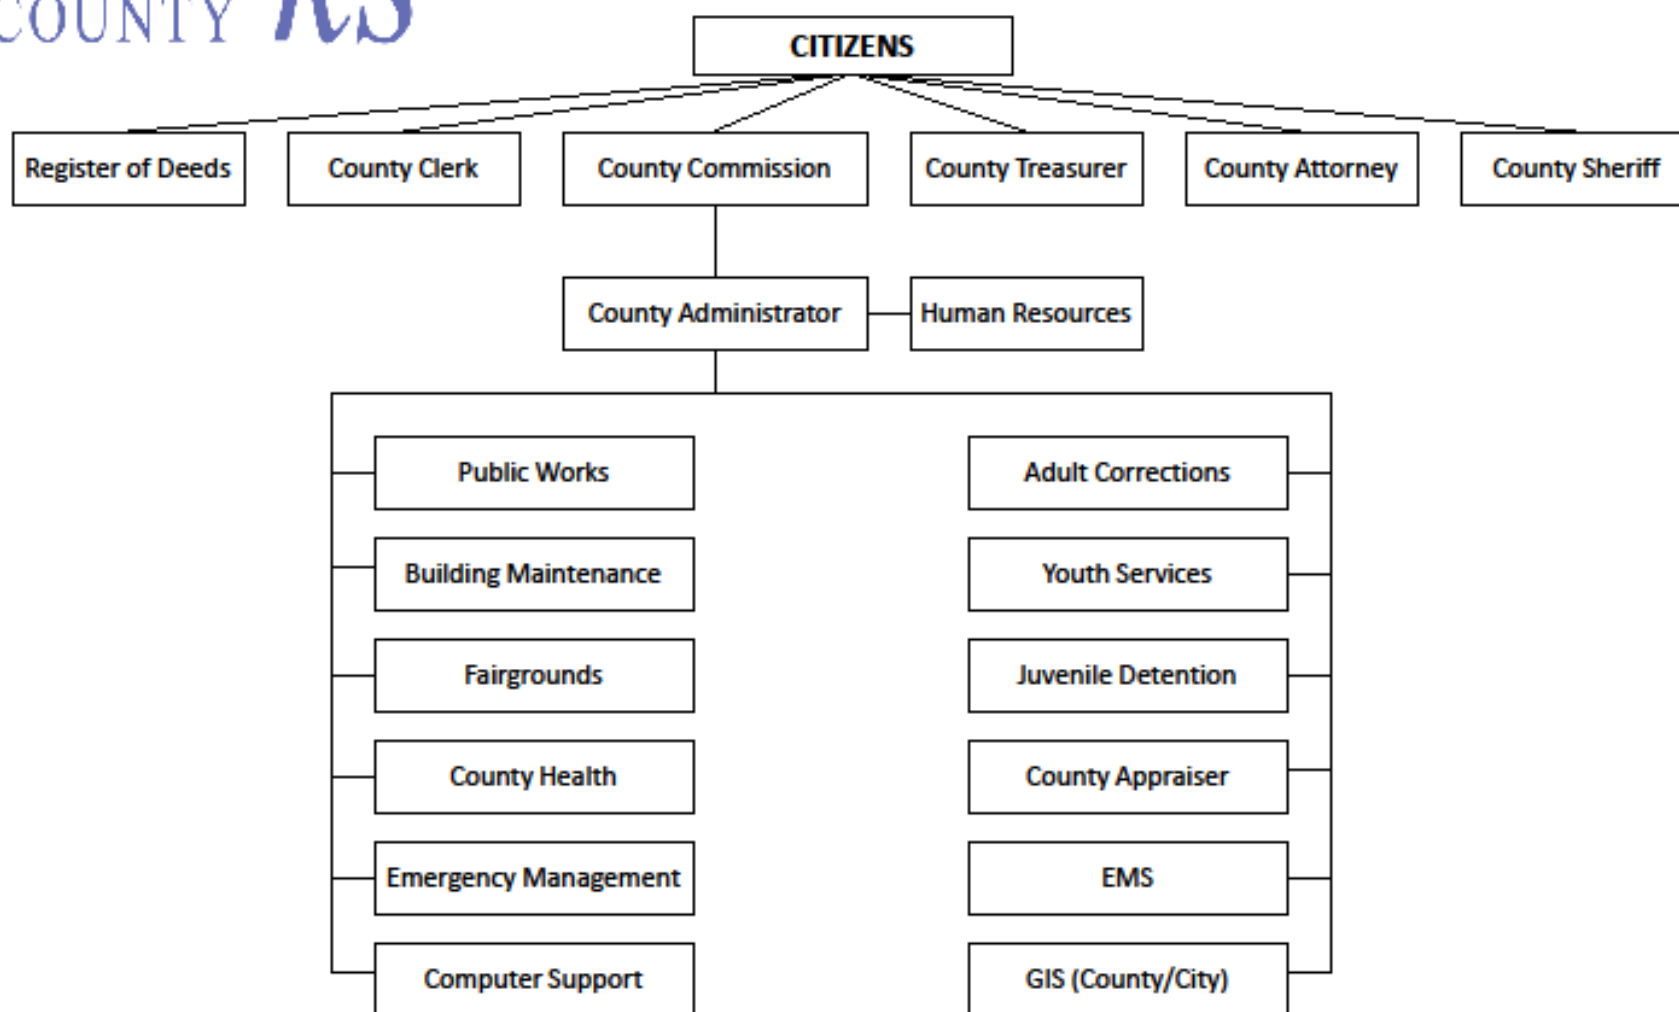 COUNTY KS
CITIZENS
Register of Deeds
County Clerk
County Commission
County Treasurer
County Attorney
County Sheriff
County Administrator
Human Resources
Public Works
Adult Corrections
Building Maintenance
Youth Services
Fairgrounds
Juvenile Detention
County Health
County Appraiser
Emergency Management
EMS
Computer Support
GIS (County/City)